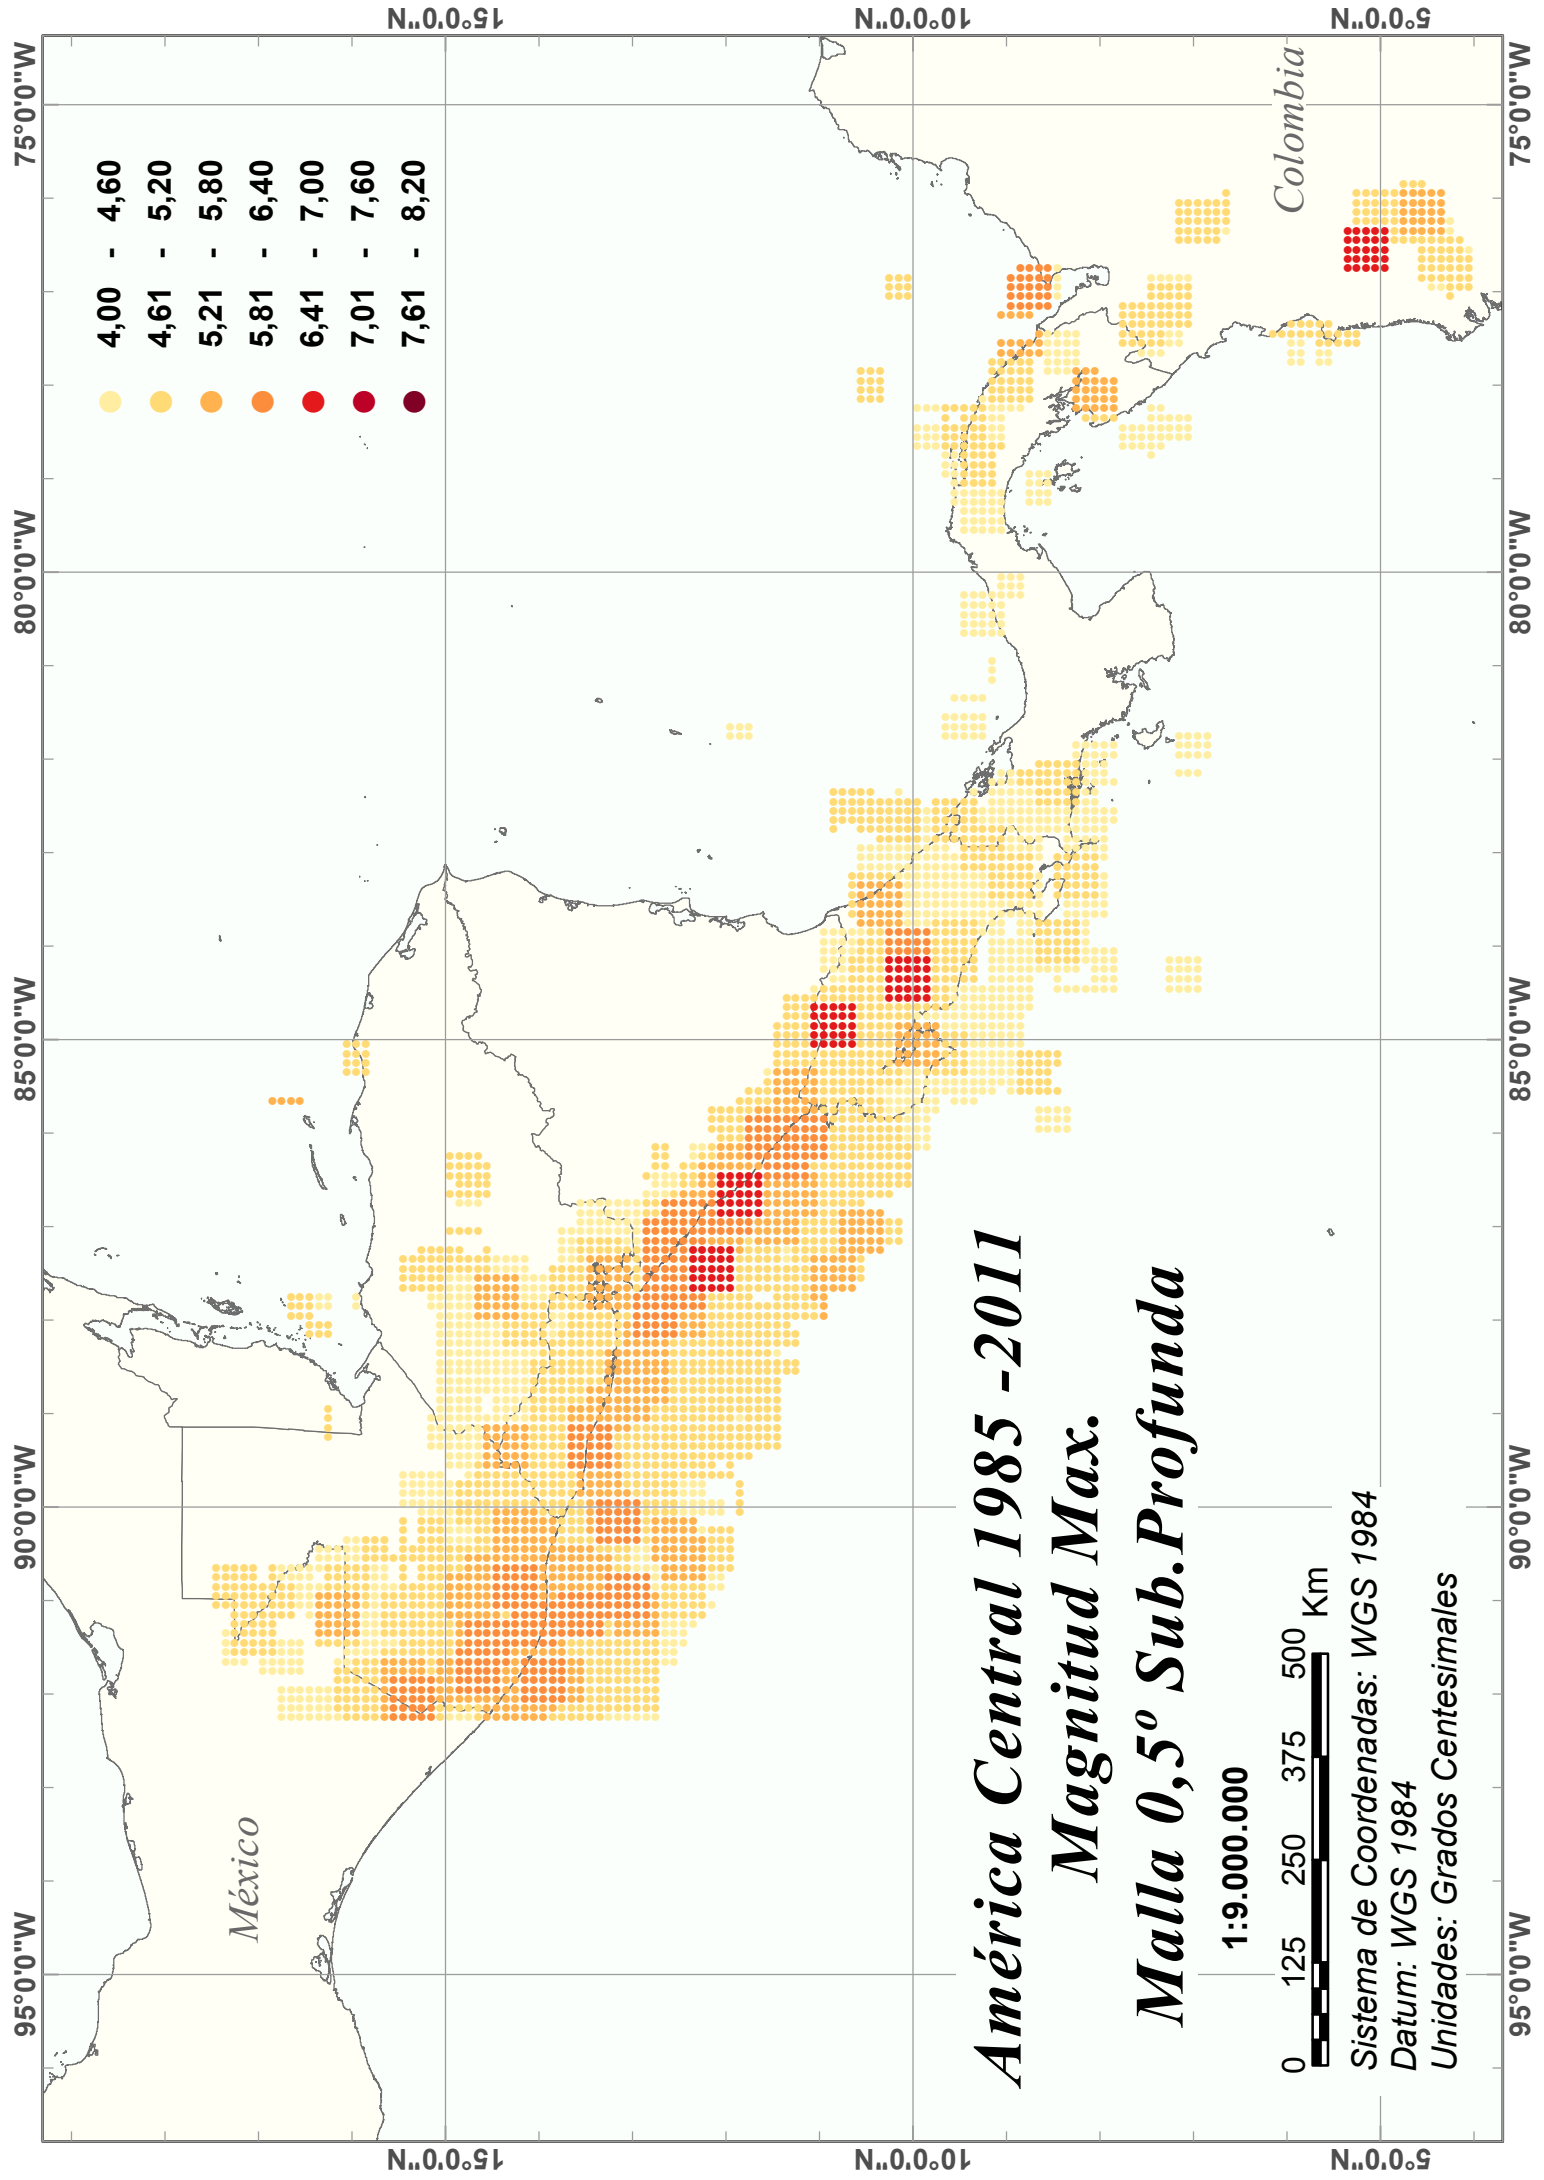 4,00 - 4,60
4,61 - 5,20
5,21 - 5,80
5,81 - 6,40
6,41 - 7,00
7,01 - 7,60
7,61 - 8,20
México
Colombia
América Central 1985 -2011
Magnitud Max.
Malla 0,5º Sub.Profunda
1:9.000.000
0 125 250 375 500
Km
Sistema de Coordenadas: WGS 1984
Datum: WGS 1984
Unidades: Grados Centesimales
95°0'0"W 90°0'0"W 85°0'0"W 80°0'0"W 75°0'0"W
95°0'0"W 90°0'0"W 85°0'0"W 80°0'0"W 75°0'0"W
15°0'0"N
10°0'0"N
5°0'0"N
15°0'0"N
10°0'0"N
5°0'0"N